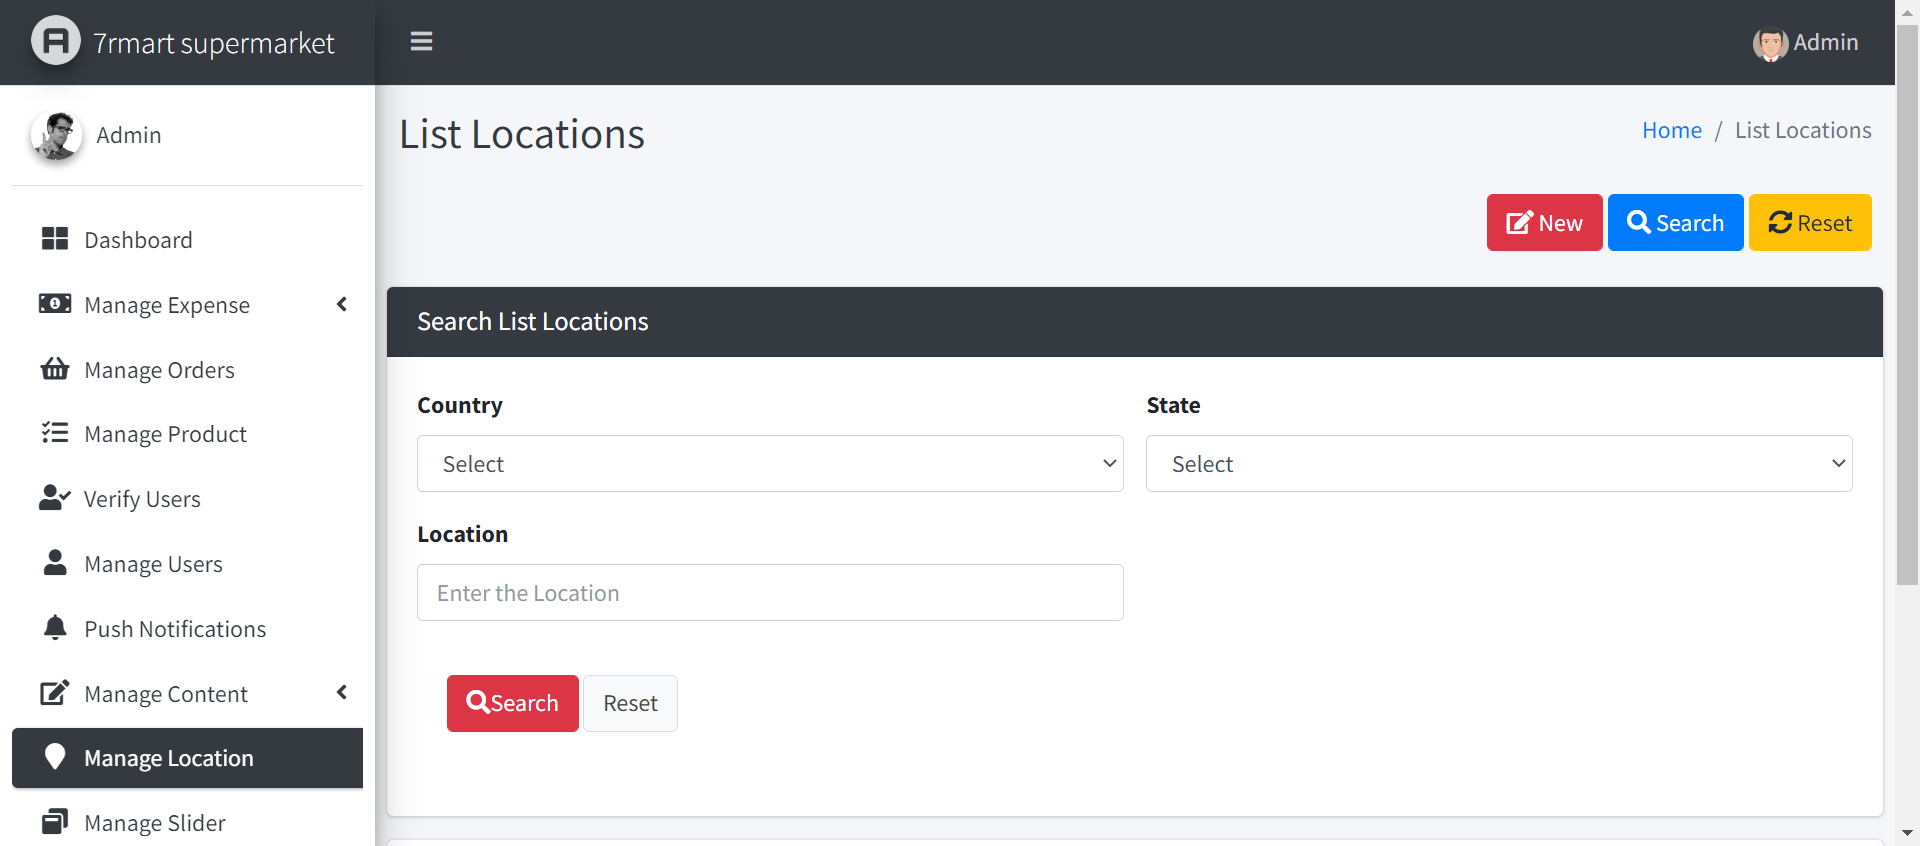 7rmart supermarket
Admin
Admin
List Locations
Home / List Locations
New
Search
Reset
Dashboard
Manage Expense
Manage Orders
Manage Product
Verify Users
Manage Users
Push Notifications
Manage Content
Manage Location
Manage Slider
Search List Locations
Country
State
Select
Select
Location
Enter the Location
Search
Reset